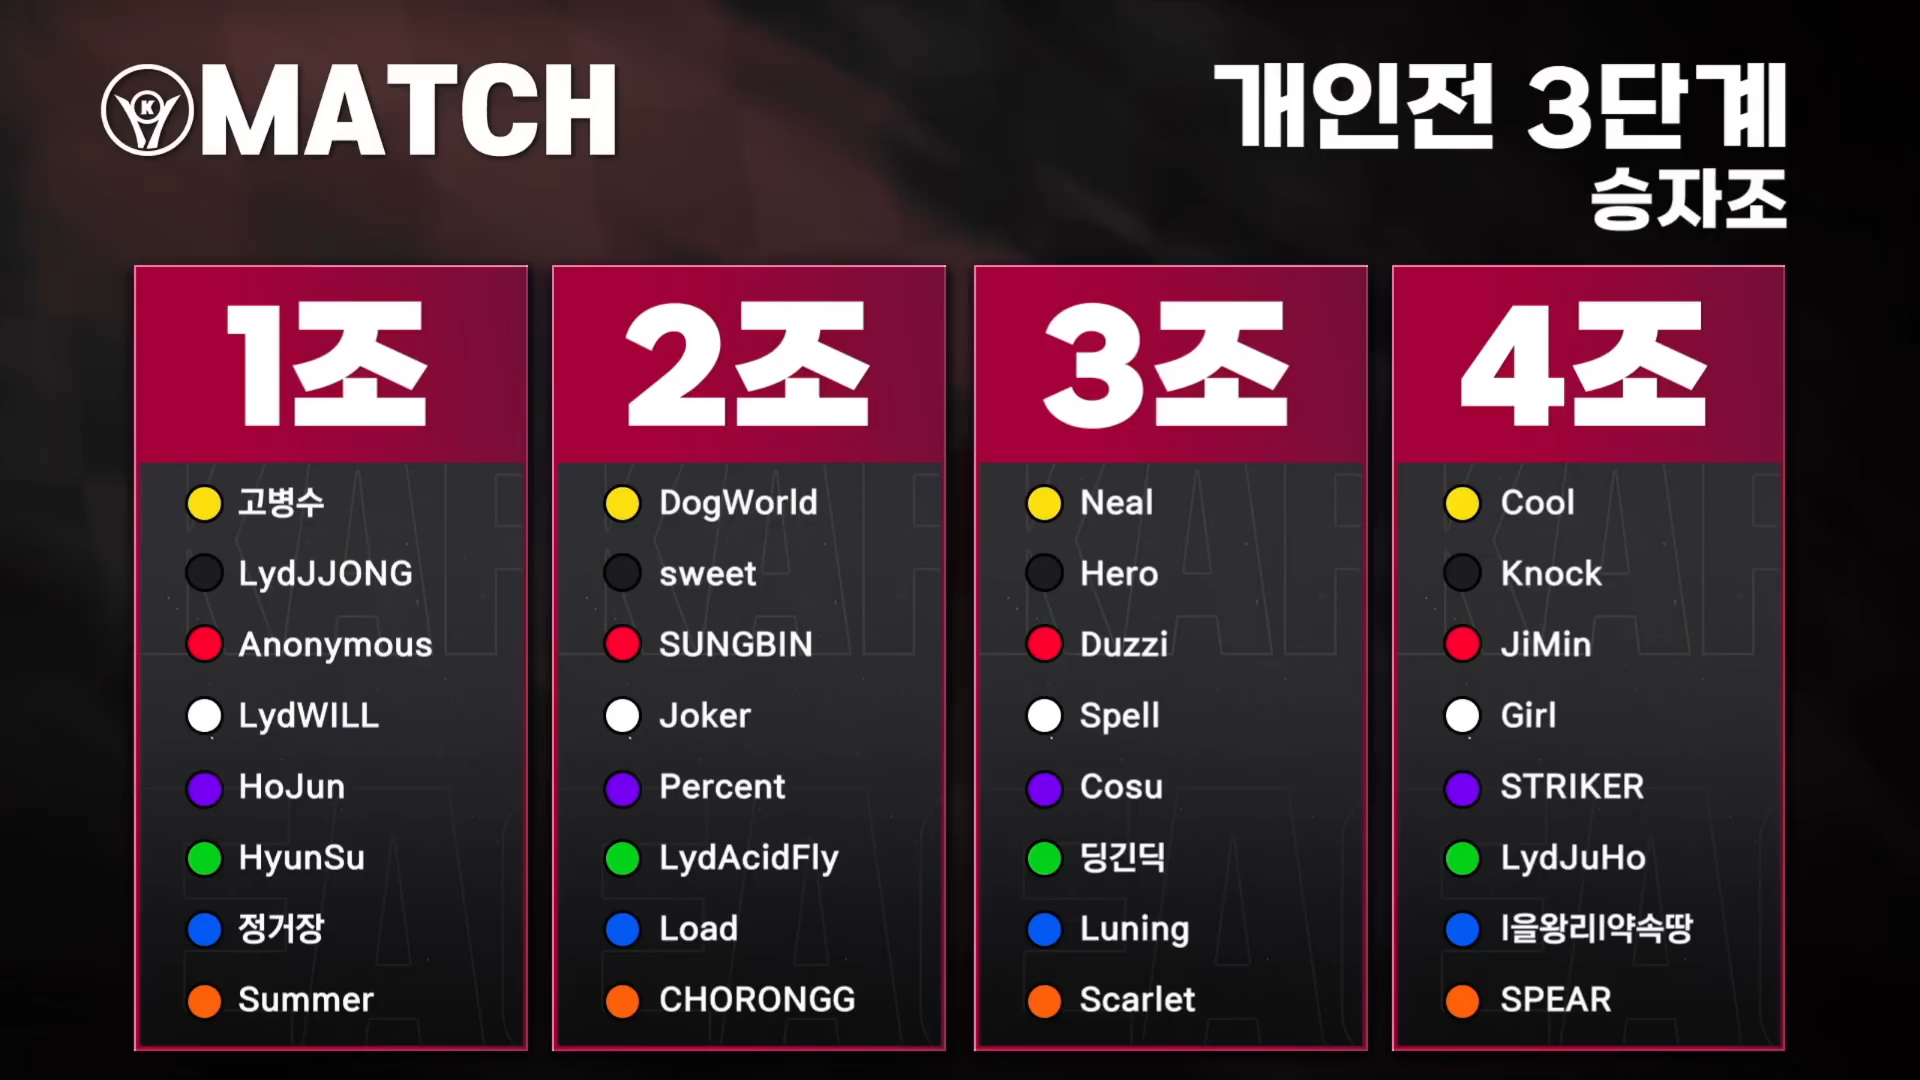 K MATCH
개인전 3단계
승자조
1조
고병수
LydJJONG
Anonymous
LydWILL
HoJun
HyunSu
정거장
Summer
2조
DogWorld
sweet
SUNGBIN
Joker
Percent
LydAcidFly
Load
CHORONGG
3조
Neal
Hero
Duzzi
Spell
Cosu
딩긴딕
Luning
Scarlet
4조
Cool
Knock
JiMin
Girl
STRIKER
LydJuHo
l을왕리l약속땅
SPEAR